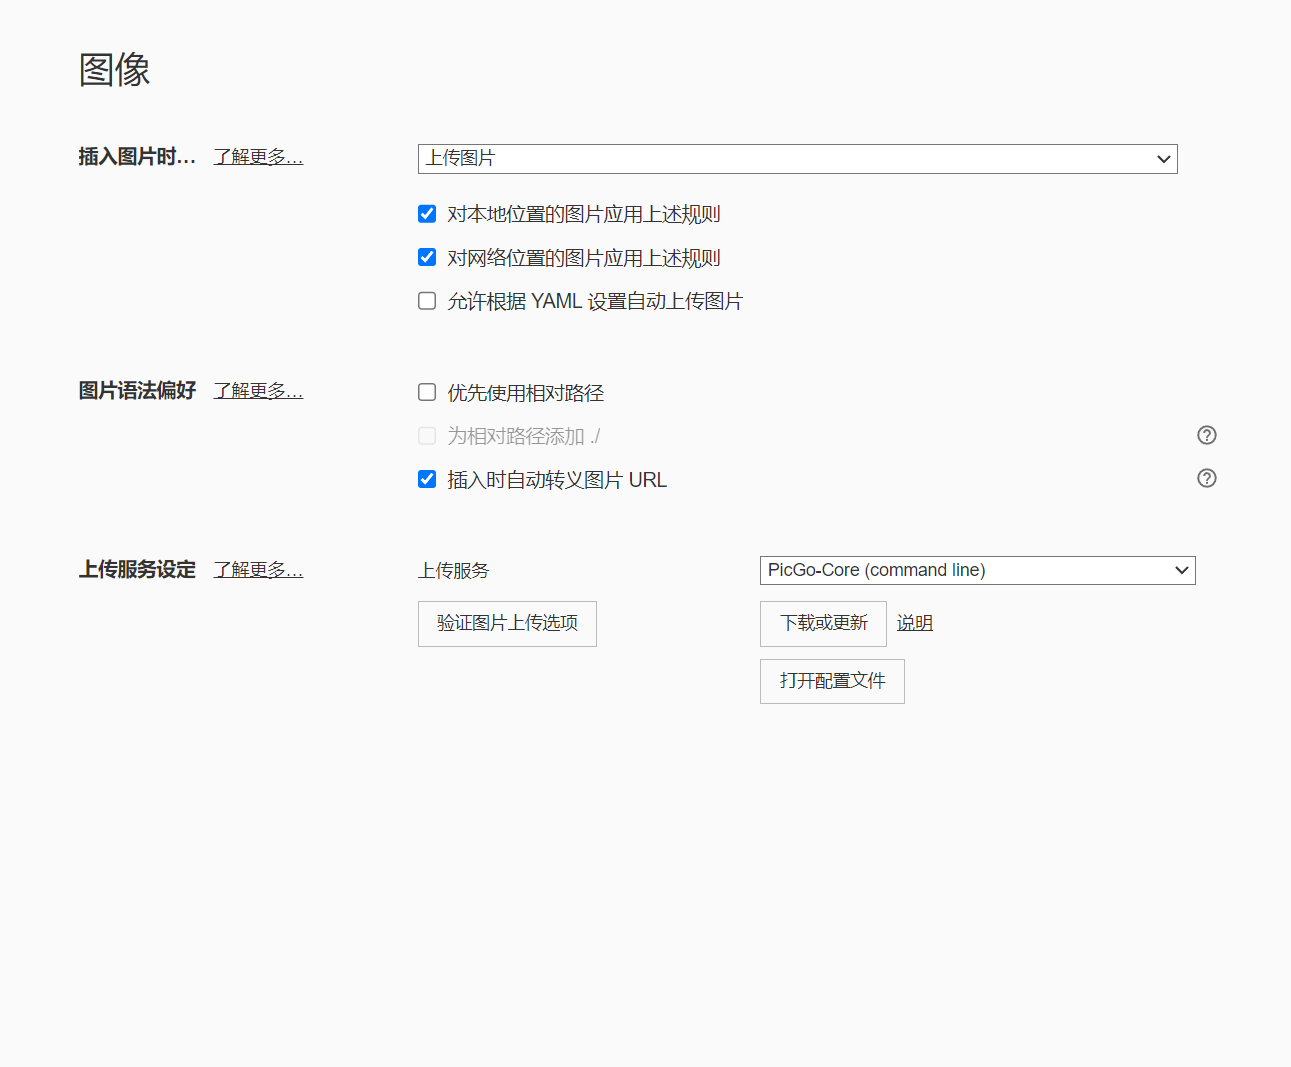 图像
插入图片时... 了解更多... 上传图片
对本地位置的图片应用上述规则
对网络位置的图片应用上述规则
允许根据 YAML 设置自动上传图片
图片语法偏好 了解更多... 优先使用相对路径
为相对路径添加 ./
插入时自动转义图片 URL
上传服务设定 了解更多... 上传服务 PicGo-Core (command line)
验证图片上传选项 下载或更新 说明
打开配置文件